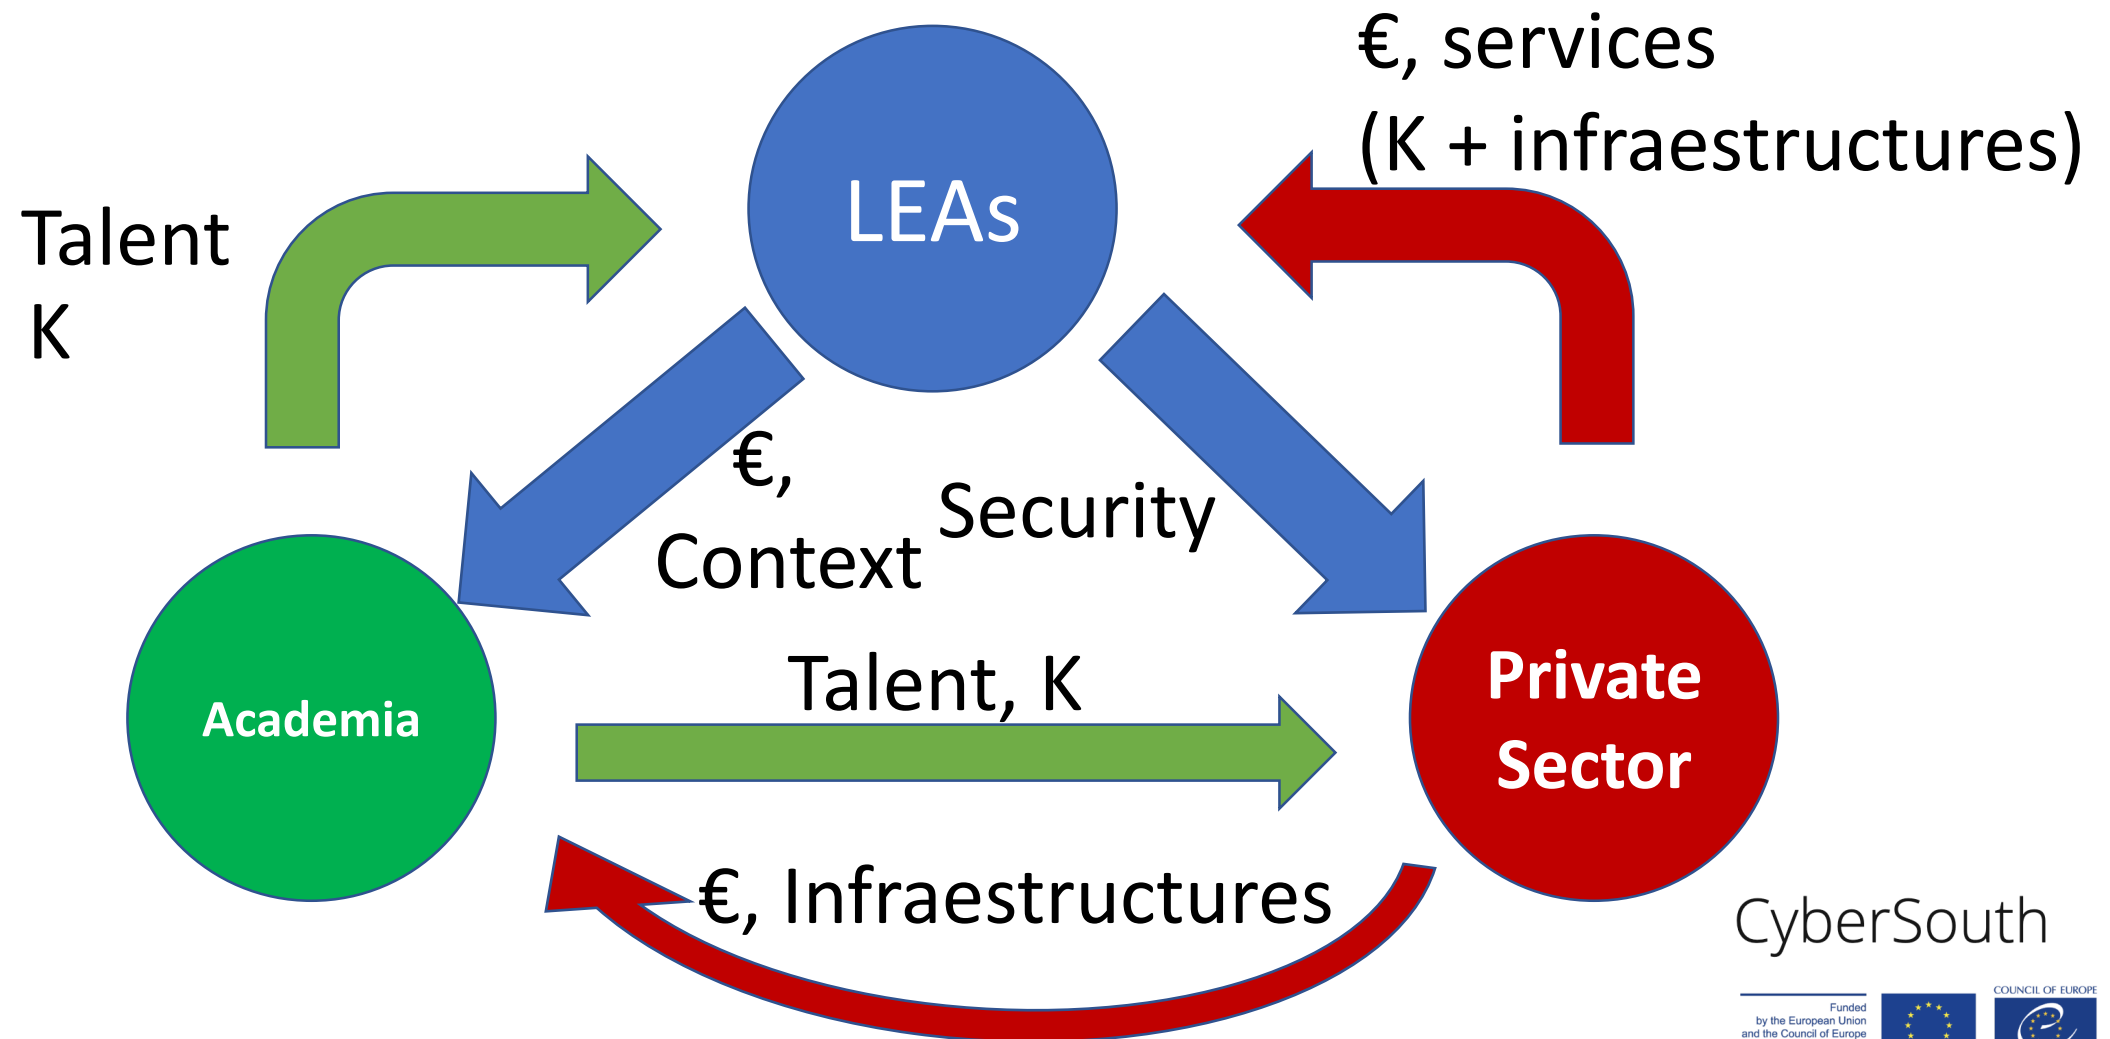 €, services
(K + infraestructures)
LEAs
Talent
K
€,
Context
Security
Talent, K
Academia
Private
Sector
€, Infraestructures
CyberSouth
COUNCIL OF EUROPE
Funded
by the European Union
and the Council of Europe